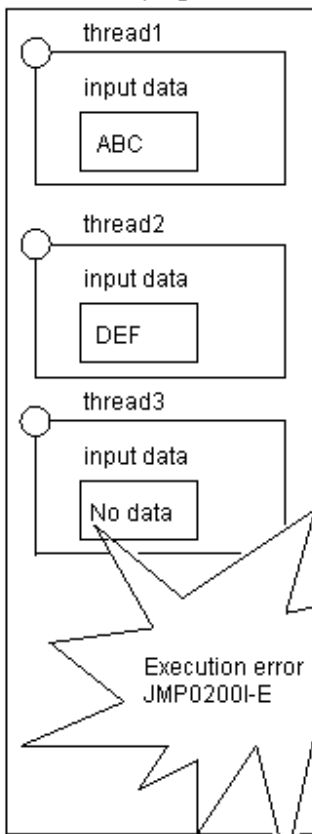 thread1
input data
ABC
thread2
input data
DEF
thread3
input data
No data
Execution error
JMP0200I-E